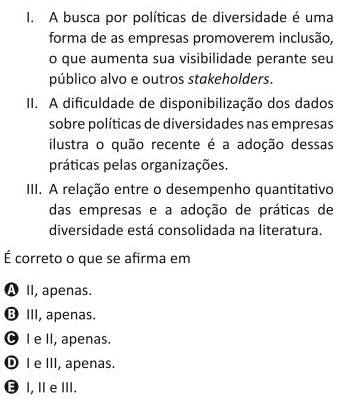 I. A busca por políticas de diversidade é uma
forma de as empresas promoverem inclusão,
o que aumenta sua visibilidade perante seu
público alvo e outros stakeholders.
II. A dificuldade de disponibilização dos dados
sobre políticas de diversidades nas empresas
ilustra o quão recente é a adoção dessas
práticas pelas organizações.
III. A relação entre o desempenho quantitativo
das empresas e a adoção de práticas de
diversidade está consolidada na literatura.
É correto o que se afirma em
A II, apenas.
B III, apenas.
C I e II, apenas.
D I e III, apenas.
E I, II e III.